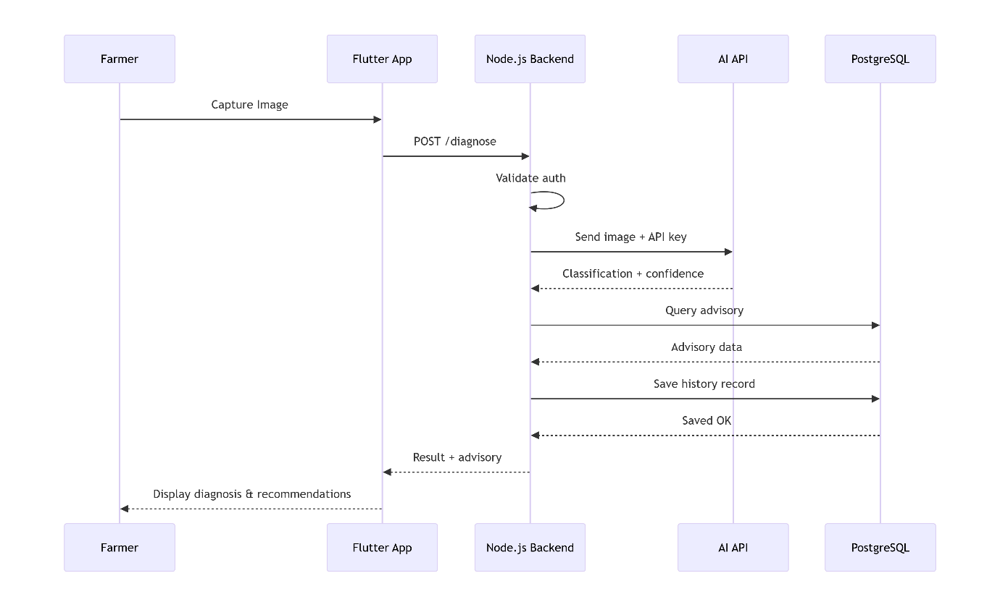 Farmer
Flutter App
Node.js Backend
AI API
PostgreSQL
Capture Image
POST /diagnose
Validate auth
Send image + API key
Classification + confidence
Query advisory
Advisory data
Save history record
Saved OK
Result + advisory
Display diagnosis & recommendations
Farmer
Flutter App
Node.js Backend
AI API
PostgreSQL